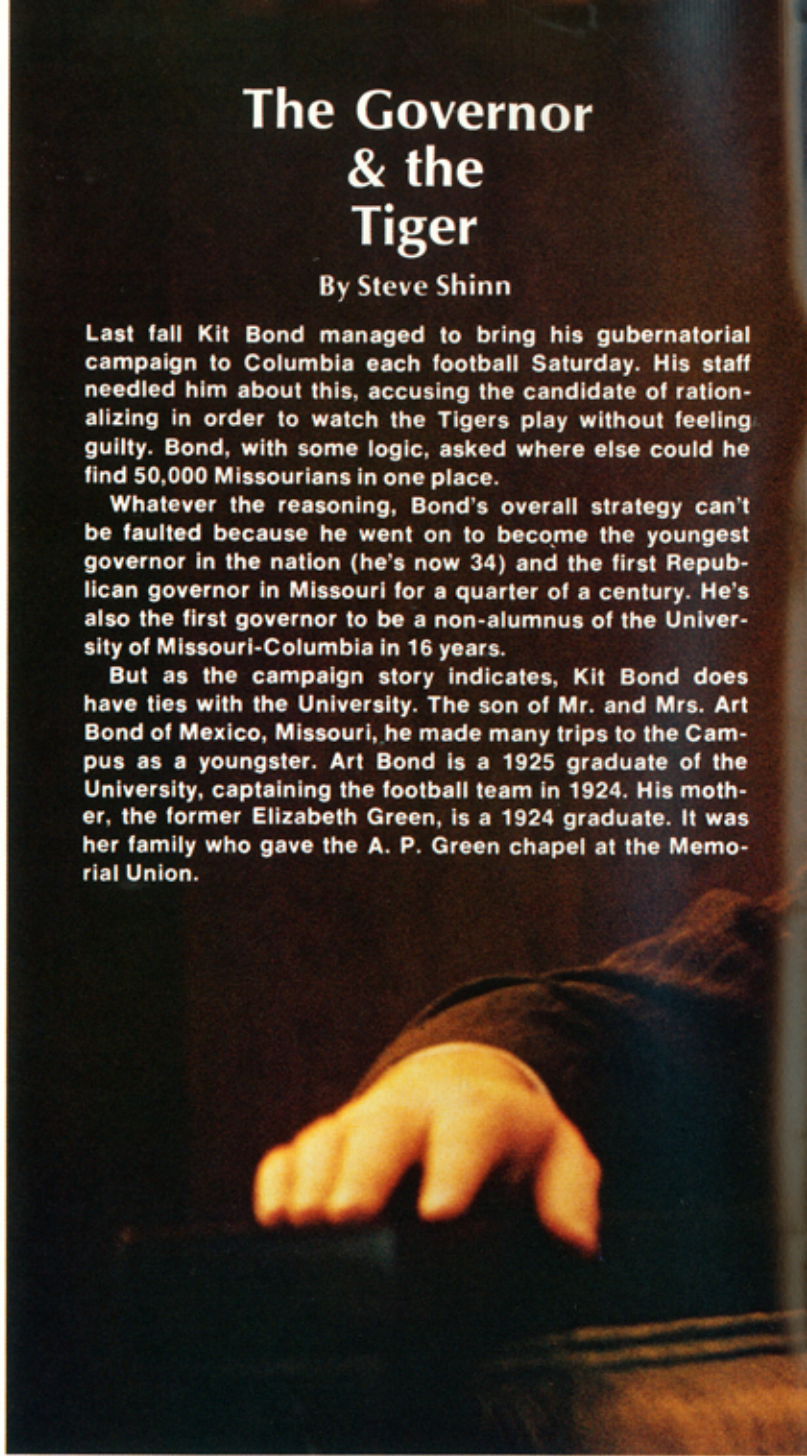 The Governor
& the
Tiger
By Steve Shinn
Last fall Kit Bond managed to bring his gubernatorial
campaign to Columbia each football Saturday. His staff
needled him about this, accusing the candidate of ration-
alizing in order to watch the Tigers play without feeling
guilty. Bond, with some logic, asked where else could he
find 50,000 Missourians in one place.
Whatever the reasoning, Bond's overall strategy can't
be faulted because he went on to become the youngest
governor in the nation (he's now 34) and the first Repub-
lican governor in Missouri for a quarter of a century. He's
also the first governor to be a non-alumnus of the Univer-
sity of Missouri-Columbia in 16 years.
But as the campaign story indicates, Kit Bond does
have ties with the University. The son of Mr. and Mrs. Art
Bond of Mexico, Missouri, he made many trips to the Cam-
pus as a youngster. Art Bond is a 1925 graduate of the
University, captaining the football team in 1924. His moth-
er, the former Elizabeth Green, is a 1924 graduate. It was
her family who gave the A. P. Green chapel at the Memo-
rial Union.